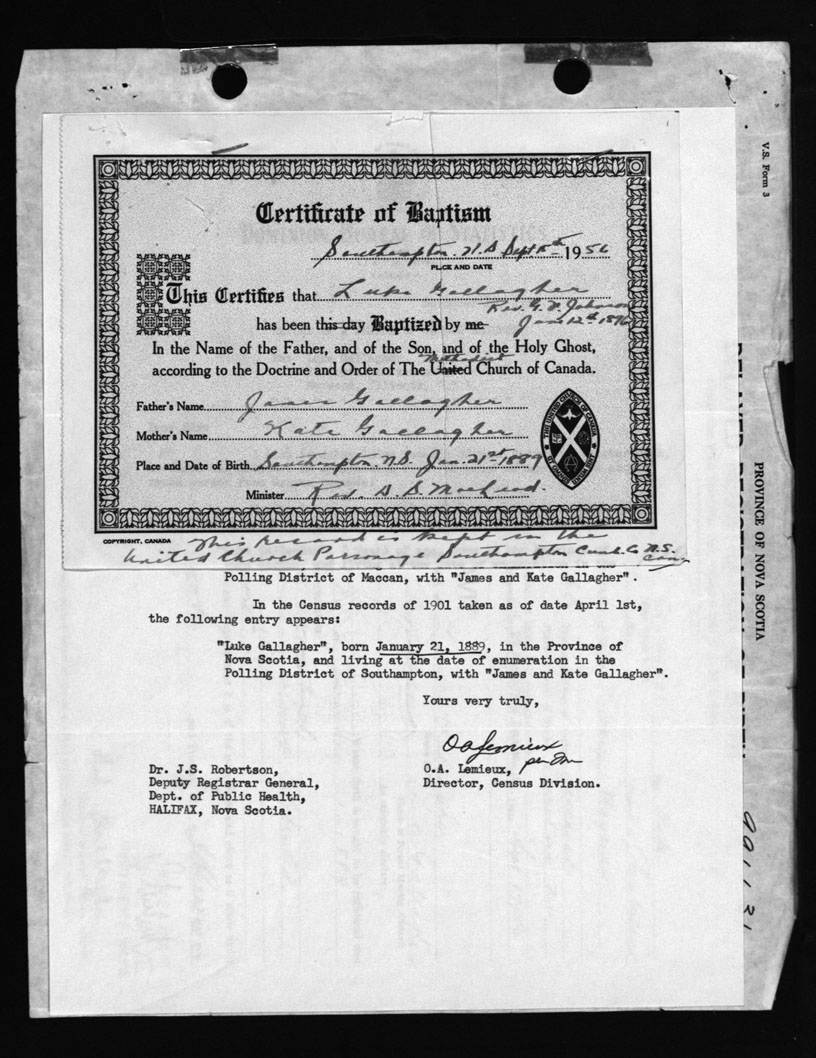 Certificate of Baptism
Southampton. N.S Sept 5th 1956
PLACE AND DATE
This Certifies that Luke Gallagher
Rev. G. F. Johnson
has been this day Baptized by me Jan 12th 1896
In the Name of the Father, and of the Son, and of the Holy Ghost,
Methodist
according to the Doctrine and Order of The United Church of Canada.
Father's Name James Gallagher
Mother's Name Kate Gallagher
Place and Date of Birth Southampton, N.S. Jan. 21st 1889
Minister Rev. D. D. MacLeod.
COPYRIGHT, CANADA This record is kept in the
United Church Parsonage Southampton Cumb. Co N.S.
Polling District of Maccan, with "James and Kate Gallagher".
In the Census records of 1901 taken as of date April 1st,
the following entry appears:
"Luke Gallagher", born January 21, 1889, in the Province of
Nova Scotia, and living at the date of enumeration in the
Polling District of Southampton, with "James and Kate Gallagher".
Yours very truly,
OALemieux
per
Dr. J.S. Robertson,
Deputy Registrar General,
Dept. of Public Health,
HALIFAX, Nova Scotia.
O.A. Lemieux,
Director, Census Division.
V.S. Form 3
PROVINCE OF NOVA SCOTIA
DELAYED REGISTRATION OF BIRTH